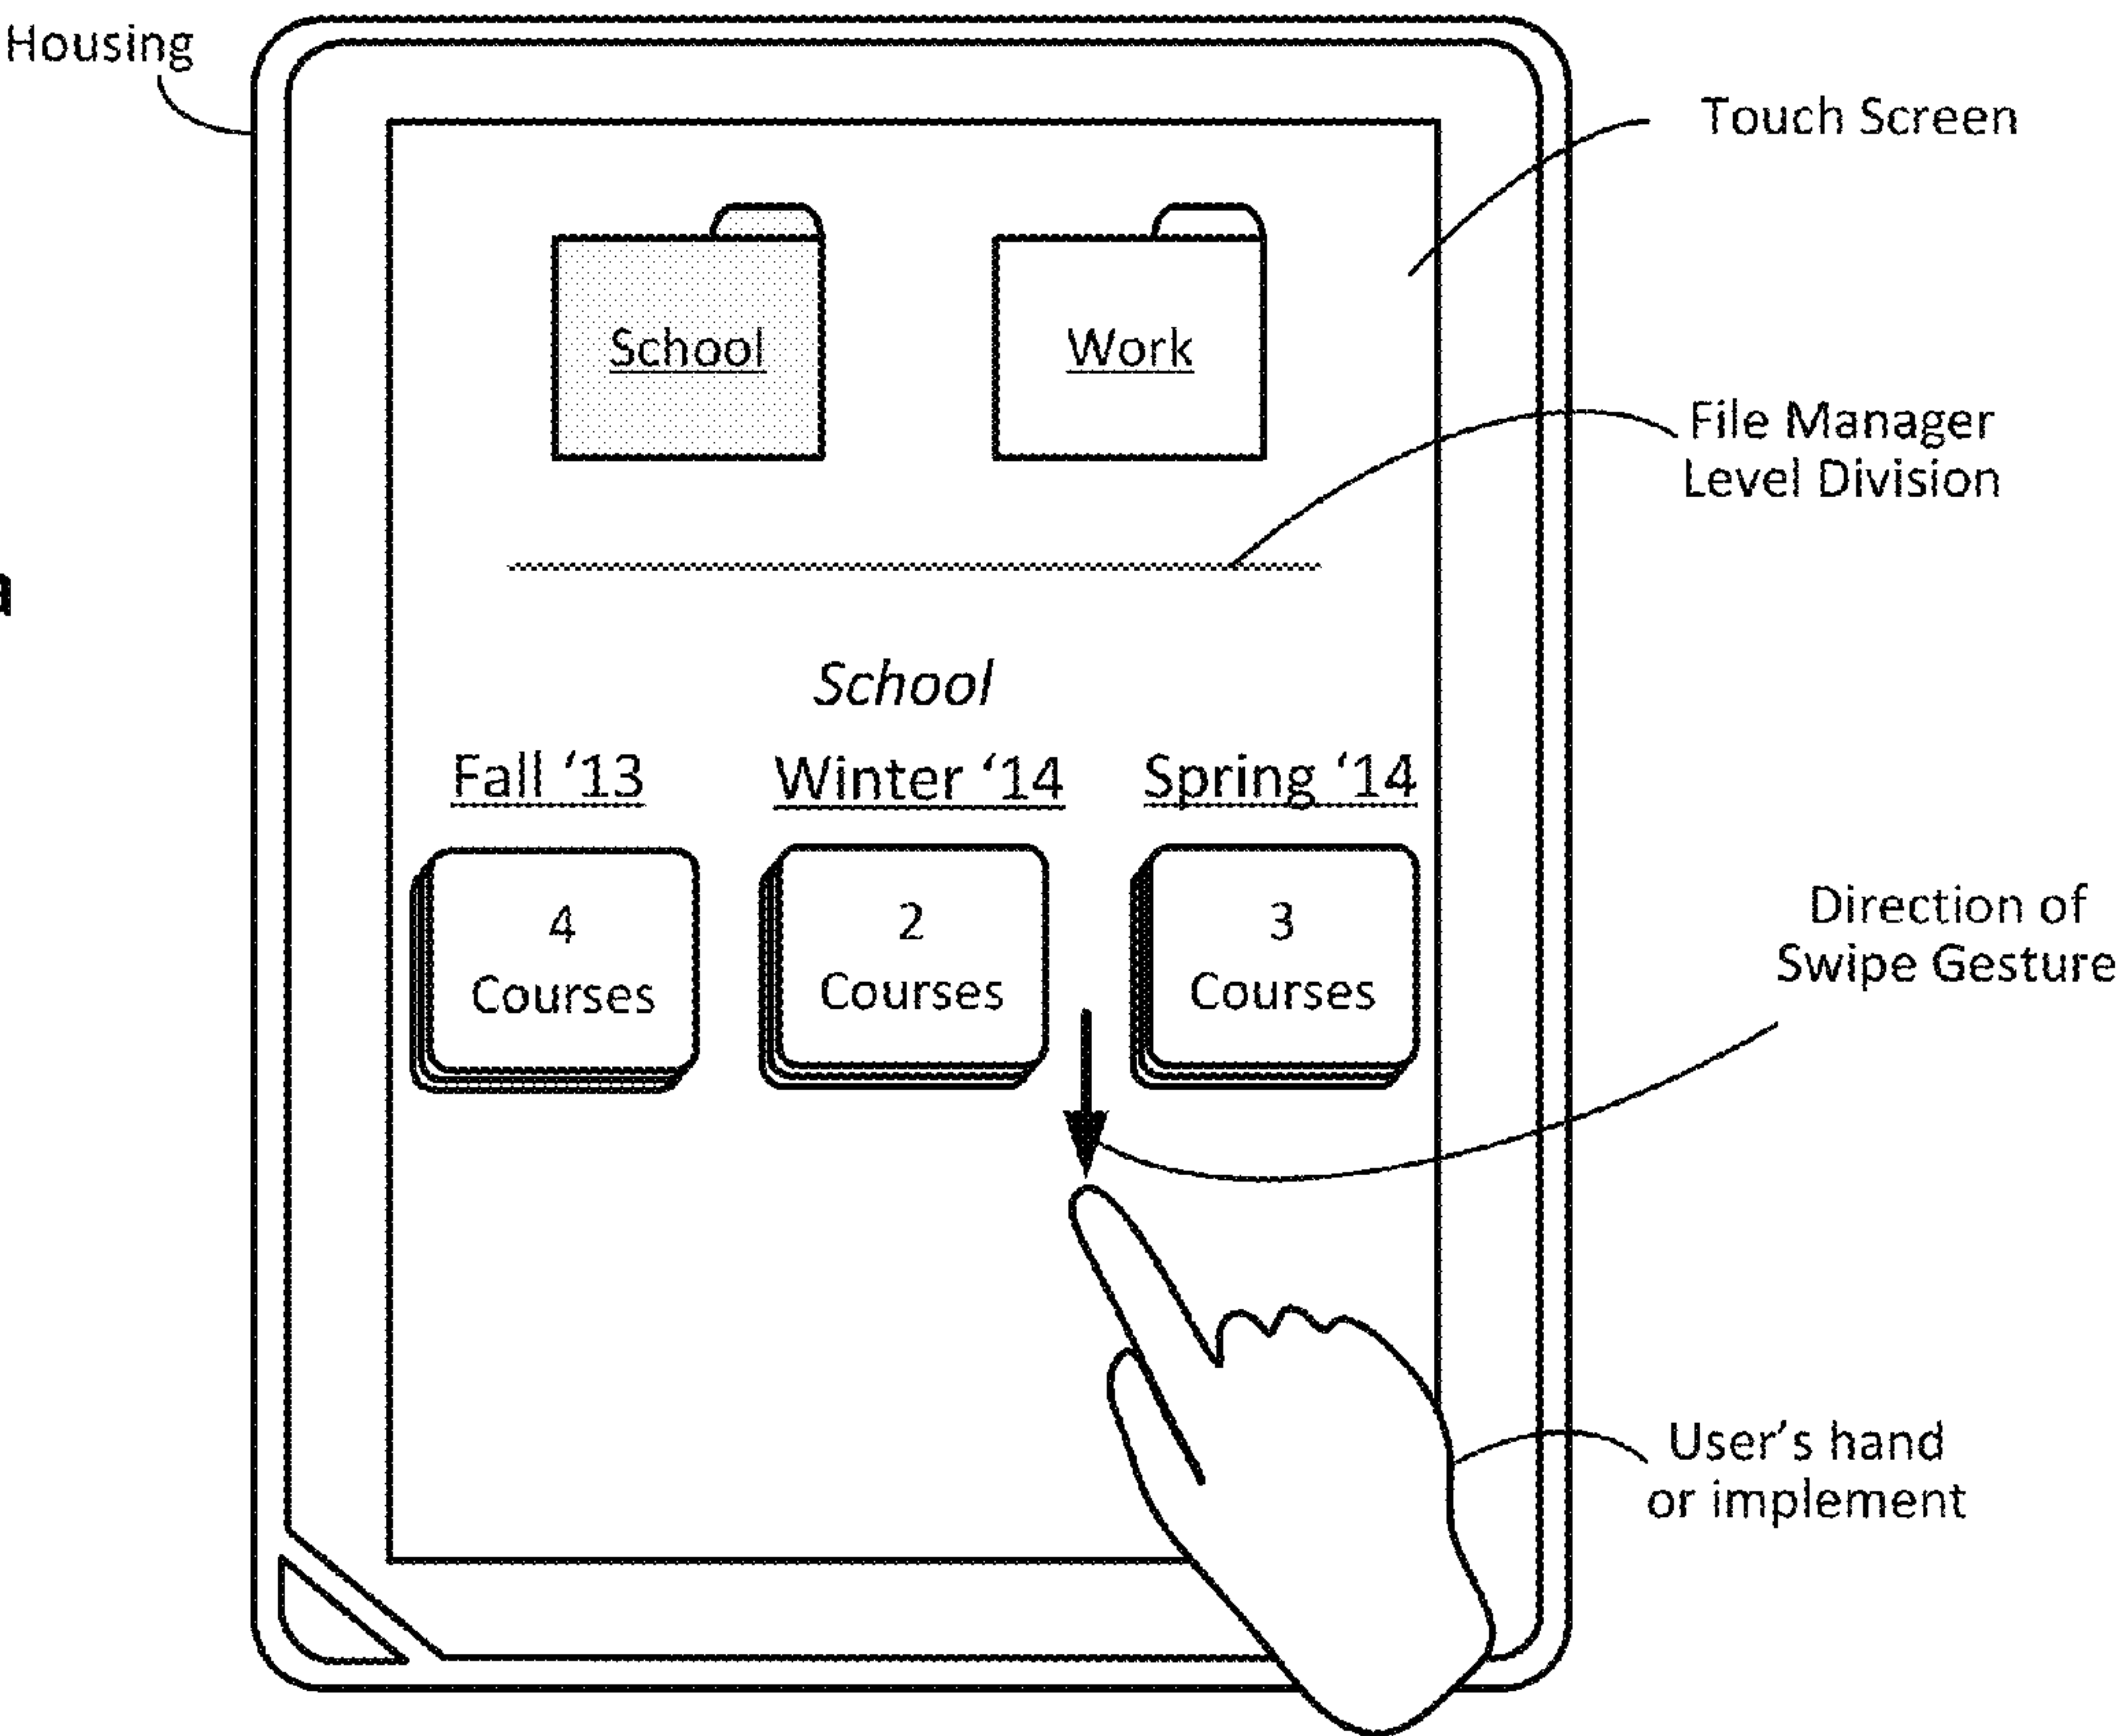 Housing
Touch Screen
School
Work
File Manager
Level Division
School
Fall ‘13
Winter ‘14
Spring ‘14
4
Courses
2
Courses
3
Courses
Direction of
Swipe Gesture
User’s hand
or implement